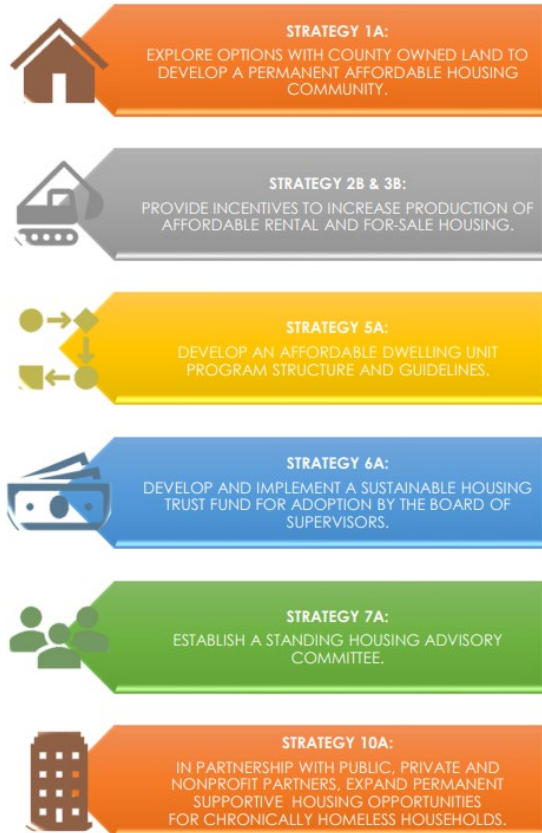 STRATEGY 1A:
EXPLORE OPTIONS WITH COUNTY OWNED LAND TO
DEVELOP A PERMANENT AFFORDABLE HOUSING
COMMUNITY.
STRATEGY 2B & 3B:
PROVIDE INCENTIVES TO INCREASE PRODUCTION OF
AFFORDABLE RENTAL AND FOR-SALE HOUSING.
STRATEGY 5A:
DEVELOP AN AFFORDABLE DWELLING UNIT
PROGRAM STRUCTURE AND GUIDELINES.
STRATEGY 6A:
DEVELOP AND IMPLEMENT A SUSTAINABLE HOUSING
TRUST FUND FOR ADOPTION BY THE BOARD OF
SUPERVISORS.
STRATEGY 7A:
ESTABLISH A STANDING HOUSING ADVISORY
COMMITTEE.
STRATEGY 10A:
IN PARTNERSHIP WITH PUBLIC, PRIVATE AND
NONPROFIT PARTNERS, EXPAND PERMANENT
SUPPORTIVE HOUSING OPPORTUNITIES
FOR CHRONICALLY HOMELESS HOUSEHOLDS.